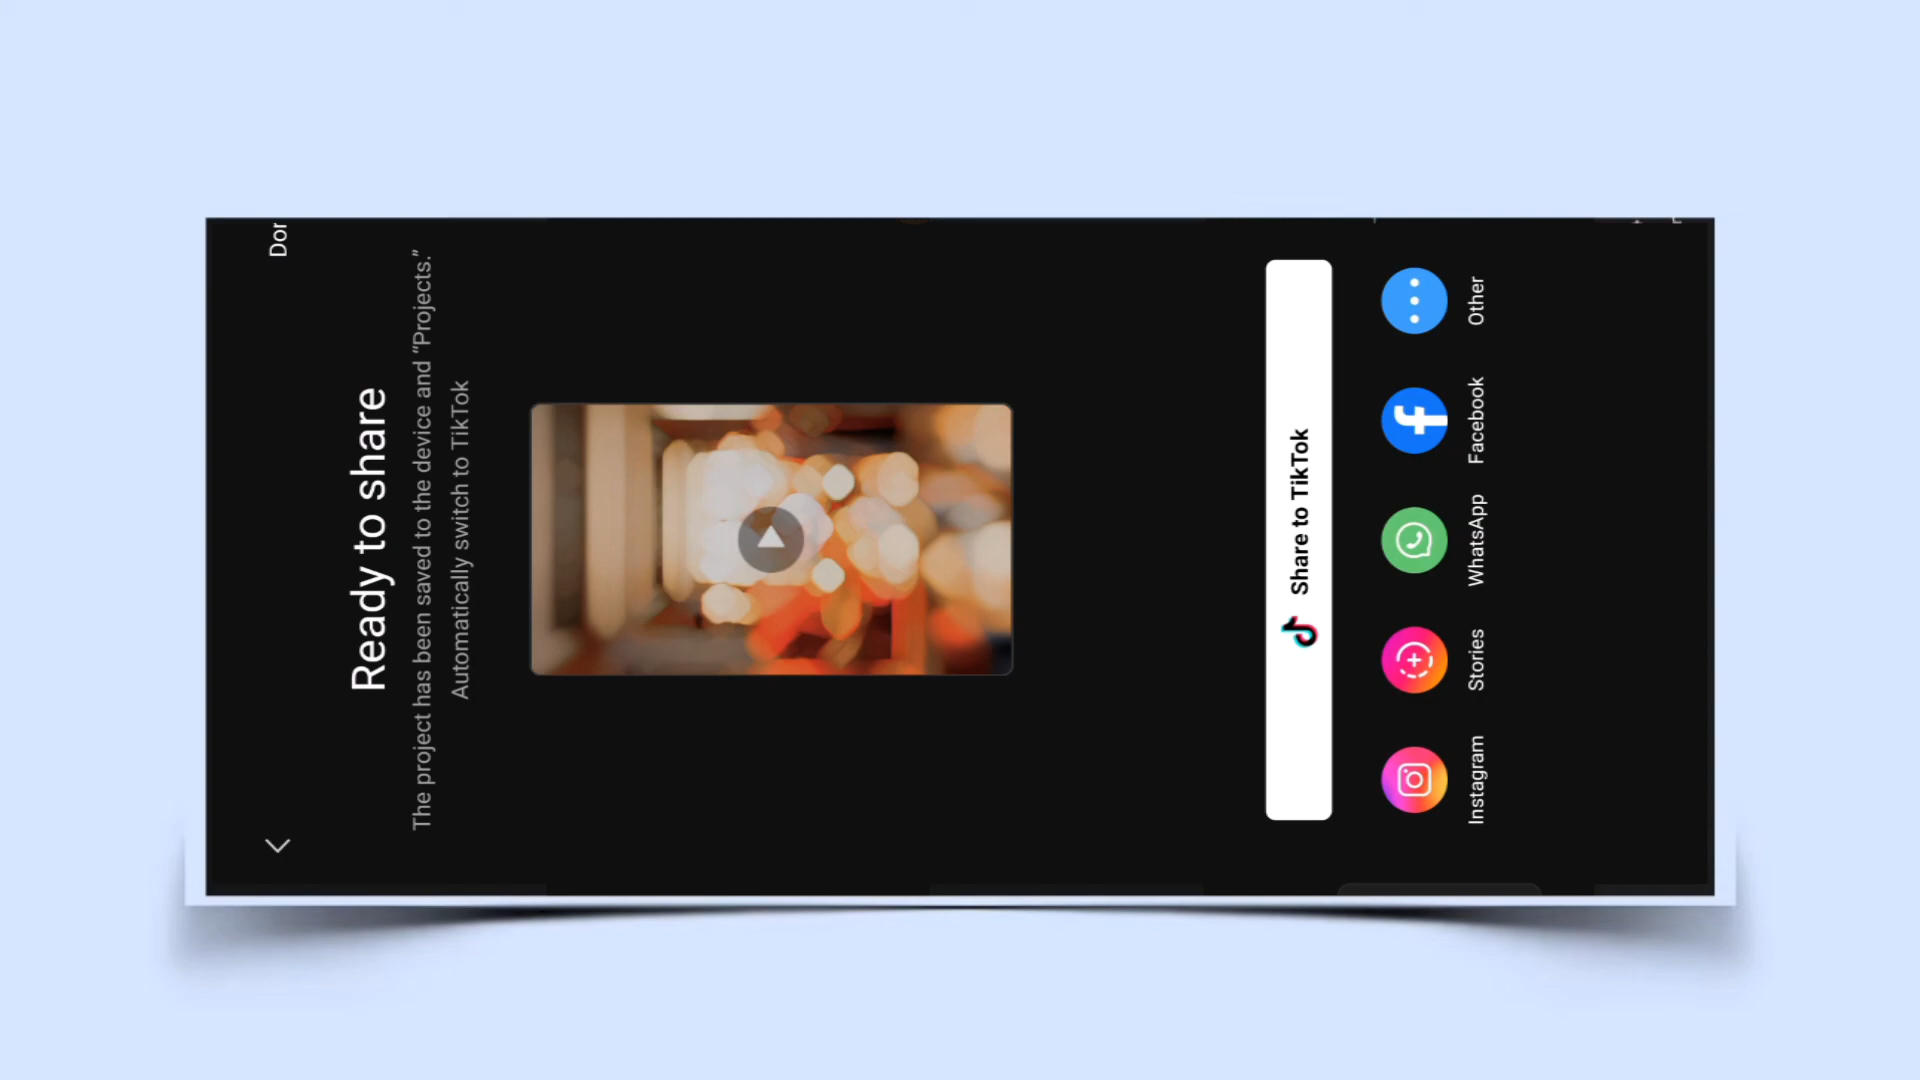 Dor
Ready to share
The project has been saved to the device and "Projects."
Automatically switch to TikTok
Share to TikTok
Instagram
Stories
WhatsApp
Facebook
Other